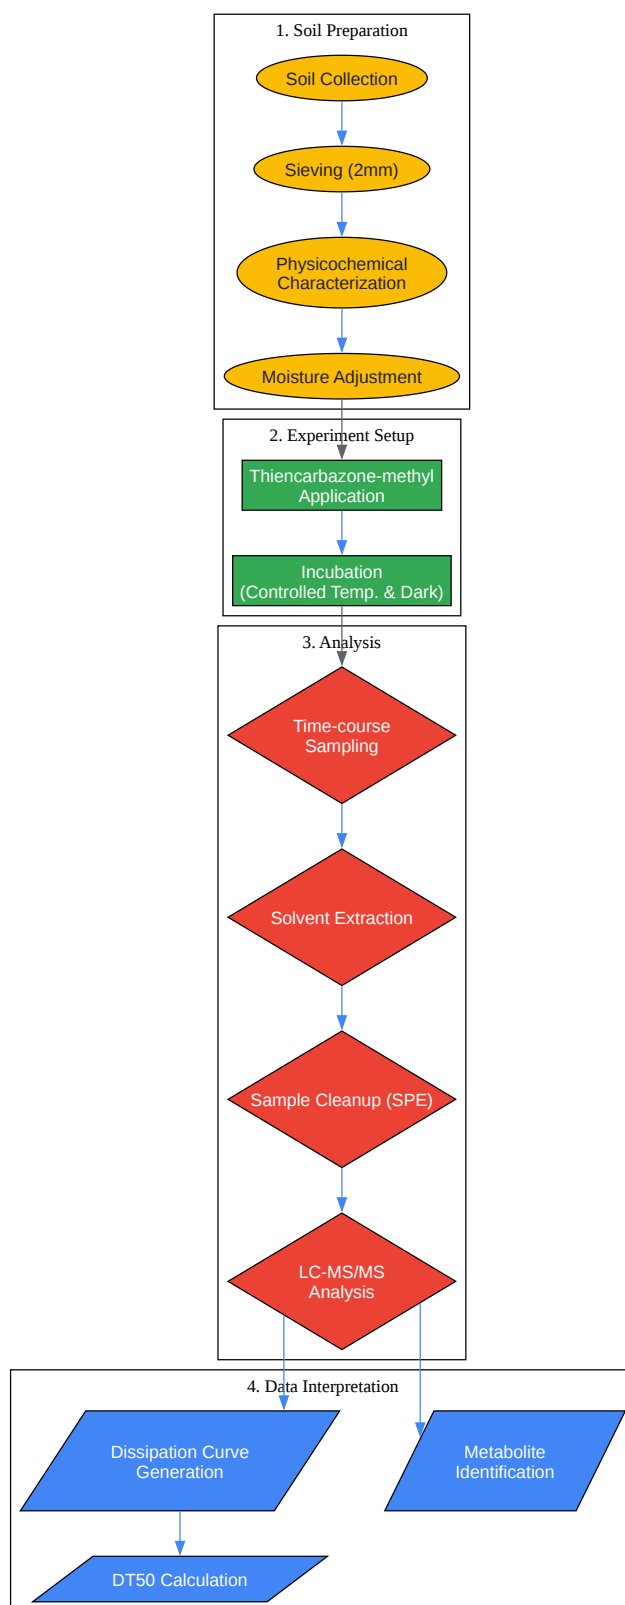 1. Soil Preparation
Soil Collection
Sieving (2mm)
Physicochemical
Characterization
Moisture Adjustment
2. Experiment Setup
Thiencarbazone-methyl
Application
Incubation
(Controlled Temp. & Dark)
3. Analysis
Time-course
Sampling
Solvent Extraction
Sample Cleanup (SPE)
LC-MS/MS
Analysis
4. Data Interpretation
Dissipation Curve
Generation
Metabolite
Identification
DT50 Calculation